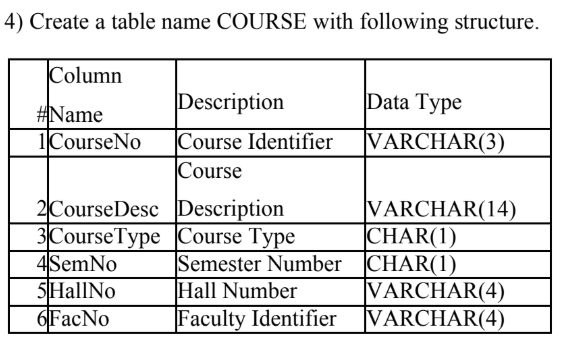 4) Create a table name COURSE with following structure.
Column
#Name Description Data Type
1 CourseNo Course Identifier VARCHAR(3)
Course
2 CourseDesc Description VARCHAR(14)
3 CourseType Course Type CHAR(1)
4 SemNo Semester Number CHAR(1)
5 HallNo Hall Number VARCHAR(4)
6 FacNo Faculty Identifier VARCHAR(4)